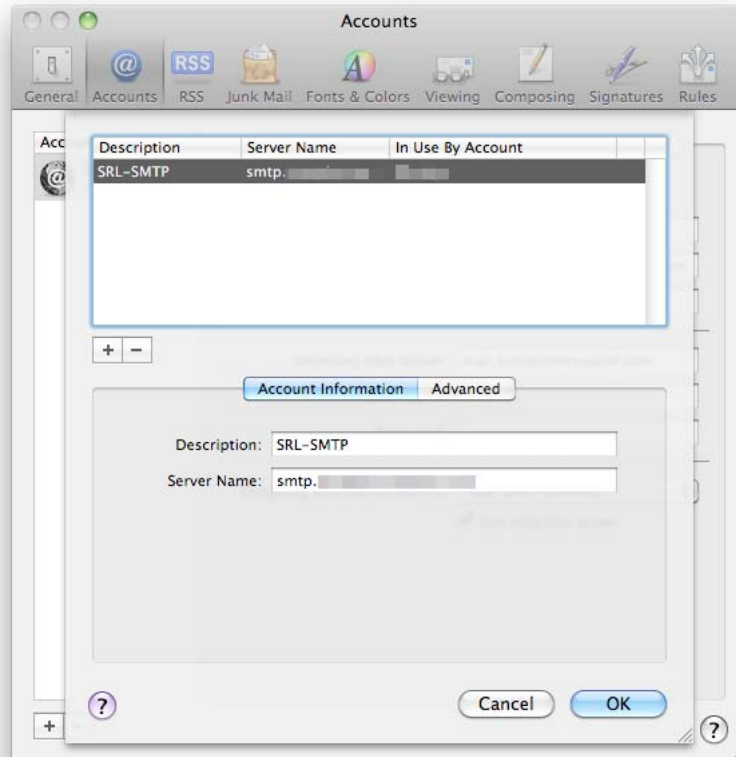 Accounts
RSS
General Accounts RSS Junk Mail Fonts & Colors Viewing Composing Signatures Rules
Description Server Name In Use By Account
SRL-SMTP smtp.
+ −
Account Information Advanced
Description: SRL-SMTP
Server Name: smtp.
? Cancel OK
+ ?